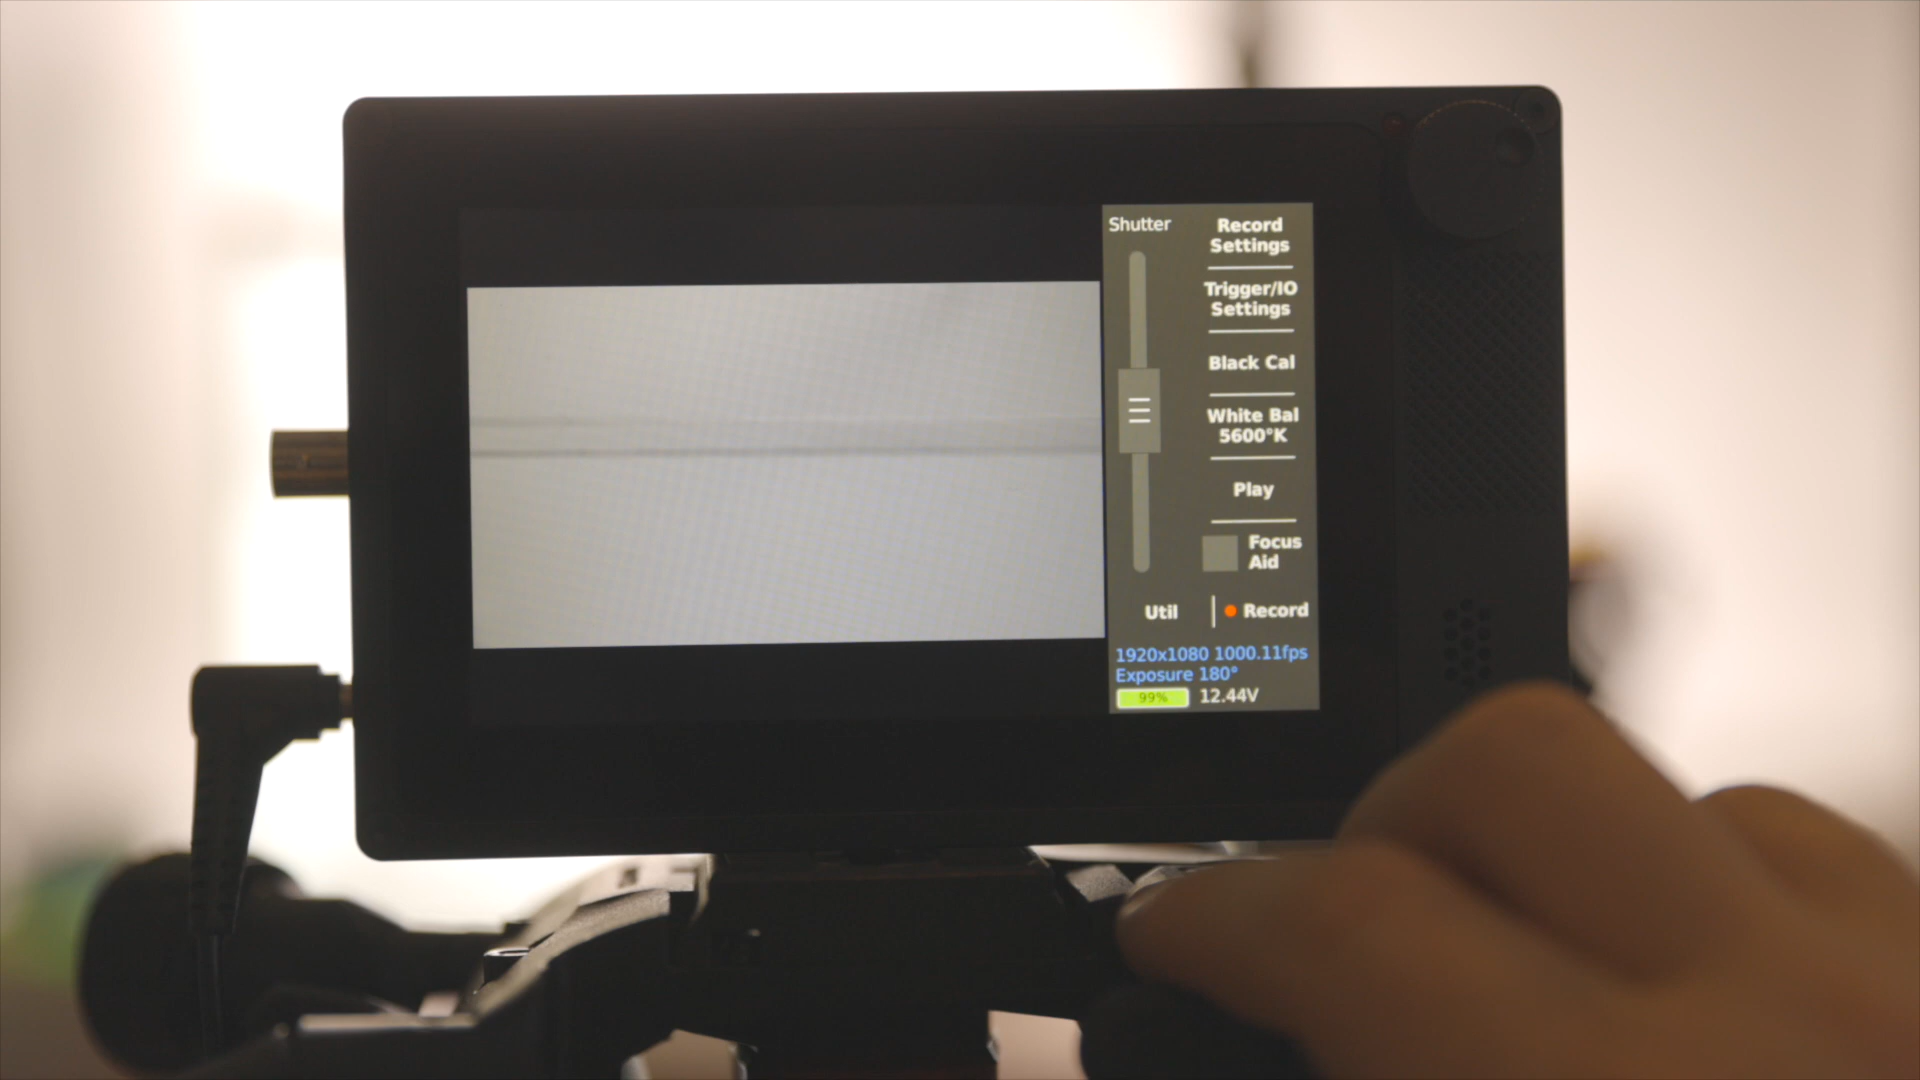 Shutter
Record
Settings
Trigger/IO
Settings
Black Cal
White Bal
5600°K
Play
Focus
Aid
Util
Record
1920x1080 1000.11fps
Exposure 180°
99% 12.44V